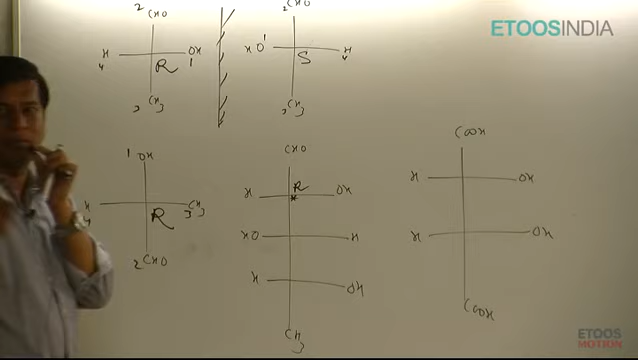 2 CHO
H OH
4 R 1
3 CH3
2 CHO
HO 1 H
S 4
3 CH3
ETOOSINDIA
1 OH
H CH3
4 R 3
2 CHO
CHO
H R OH
*
HO H
H OH
CH3
COOH
H OH
H OH
COOH
ETOOS
MOTION